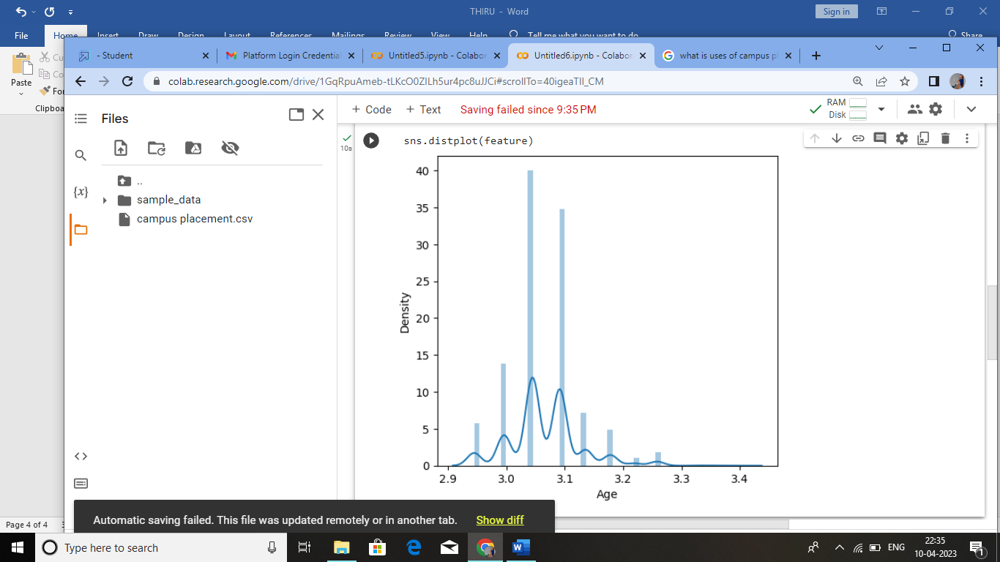 THIRU - Word
Sign in
File Home Insert Draw Design Layout References Mailings Review View Help Tell me what you want to do Share
- Student
Platform Login Credential
Untitled5.ipynb - Colabor
Untitled6.ipynb - Colabor
what is uses of campus pl
colab.research.google.com/drive/1GqRpuAmeb-tLKcO0ZlLh5ur4pc8uJJCi#scrollTo=40igeaTIl_CM
Paste
Cu
Co
For
Clipboa
Files
+ Code + Text Saving failed since 9:35 PM
RAM
Disk
{x}
..
sample_data
campus placement.csv
10s
sns.distplot(feature)
40
35
30
25
20
15
10
5
0
Density
2.9 3.0 3.1 3.2 3.3 3.4
Age
Automatic saving failed. This file was updated remotely or in another tab. Show diff
Page 4 of 4
Type here to search
ENG
22:35
10-04-2023
1